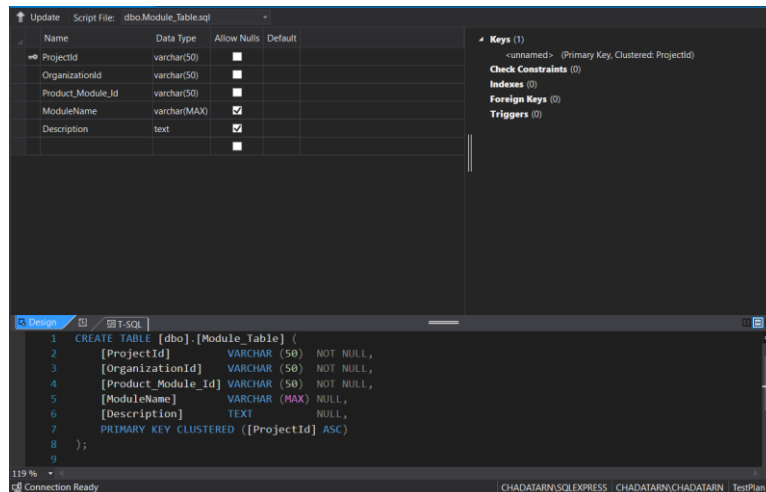 Update Script File: dbo.Module_Table.sql
Name Data Type Allow Nulls Default
ProjectId varchar(50)
OrganizationId varchar(50)
Product_Module_Id varchar(50)
ModuleName varchar(MAX)
Description text
Keys (1)
<unnamed> (Primary Key, Clustered: ProjectId)
Check Constraints (0)
Indexes (0)
Foreign Keys (0)
Triggers (0)
Design T-SQL
1 CREATE TABLE [dbo].[Module_Table] (
2 [ProjectId] VARCHAR (50) NOT NULL,
3 [OrganizationId] VARCHAR (50) NOT NULL,
4 [Product_Module_Id] VARCHAR (50) NOT NULL,
5 [ModuleName] VARCHAR (MAX) NULL,
6 [Description] TEXT NULL,
7 PRIMARY KEY CLUSTERED ([ProjectId] ASC)
8 );
9
119 %
Connection Ready CHADATARN\SQLEXPRESS CHADATARN\CHADATARN TestPlan